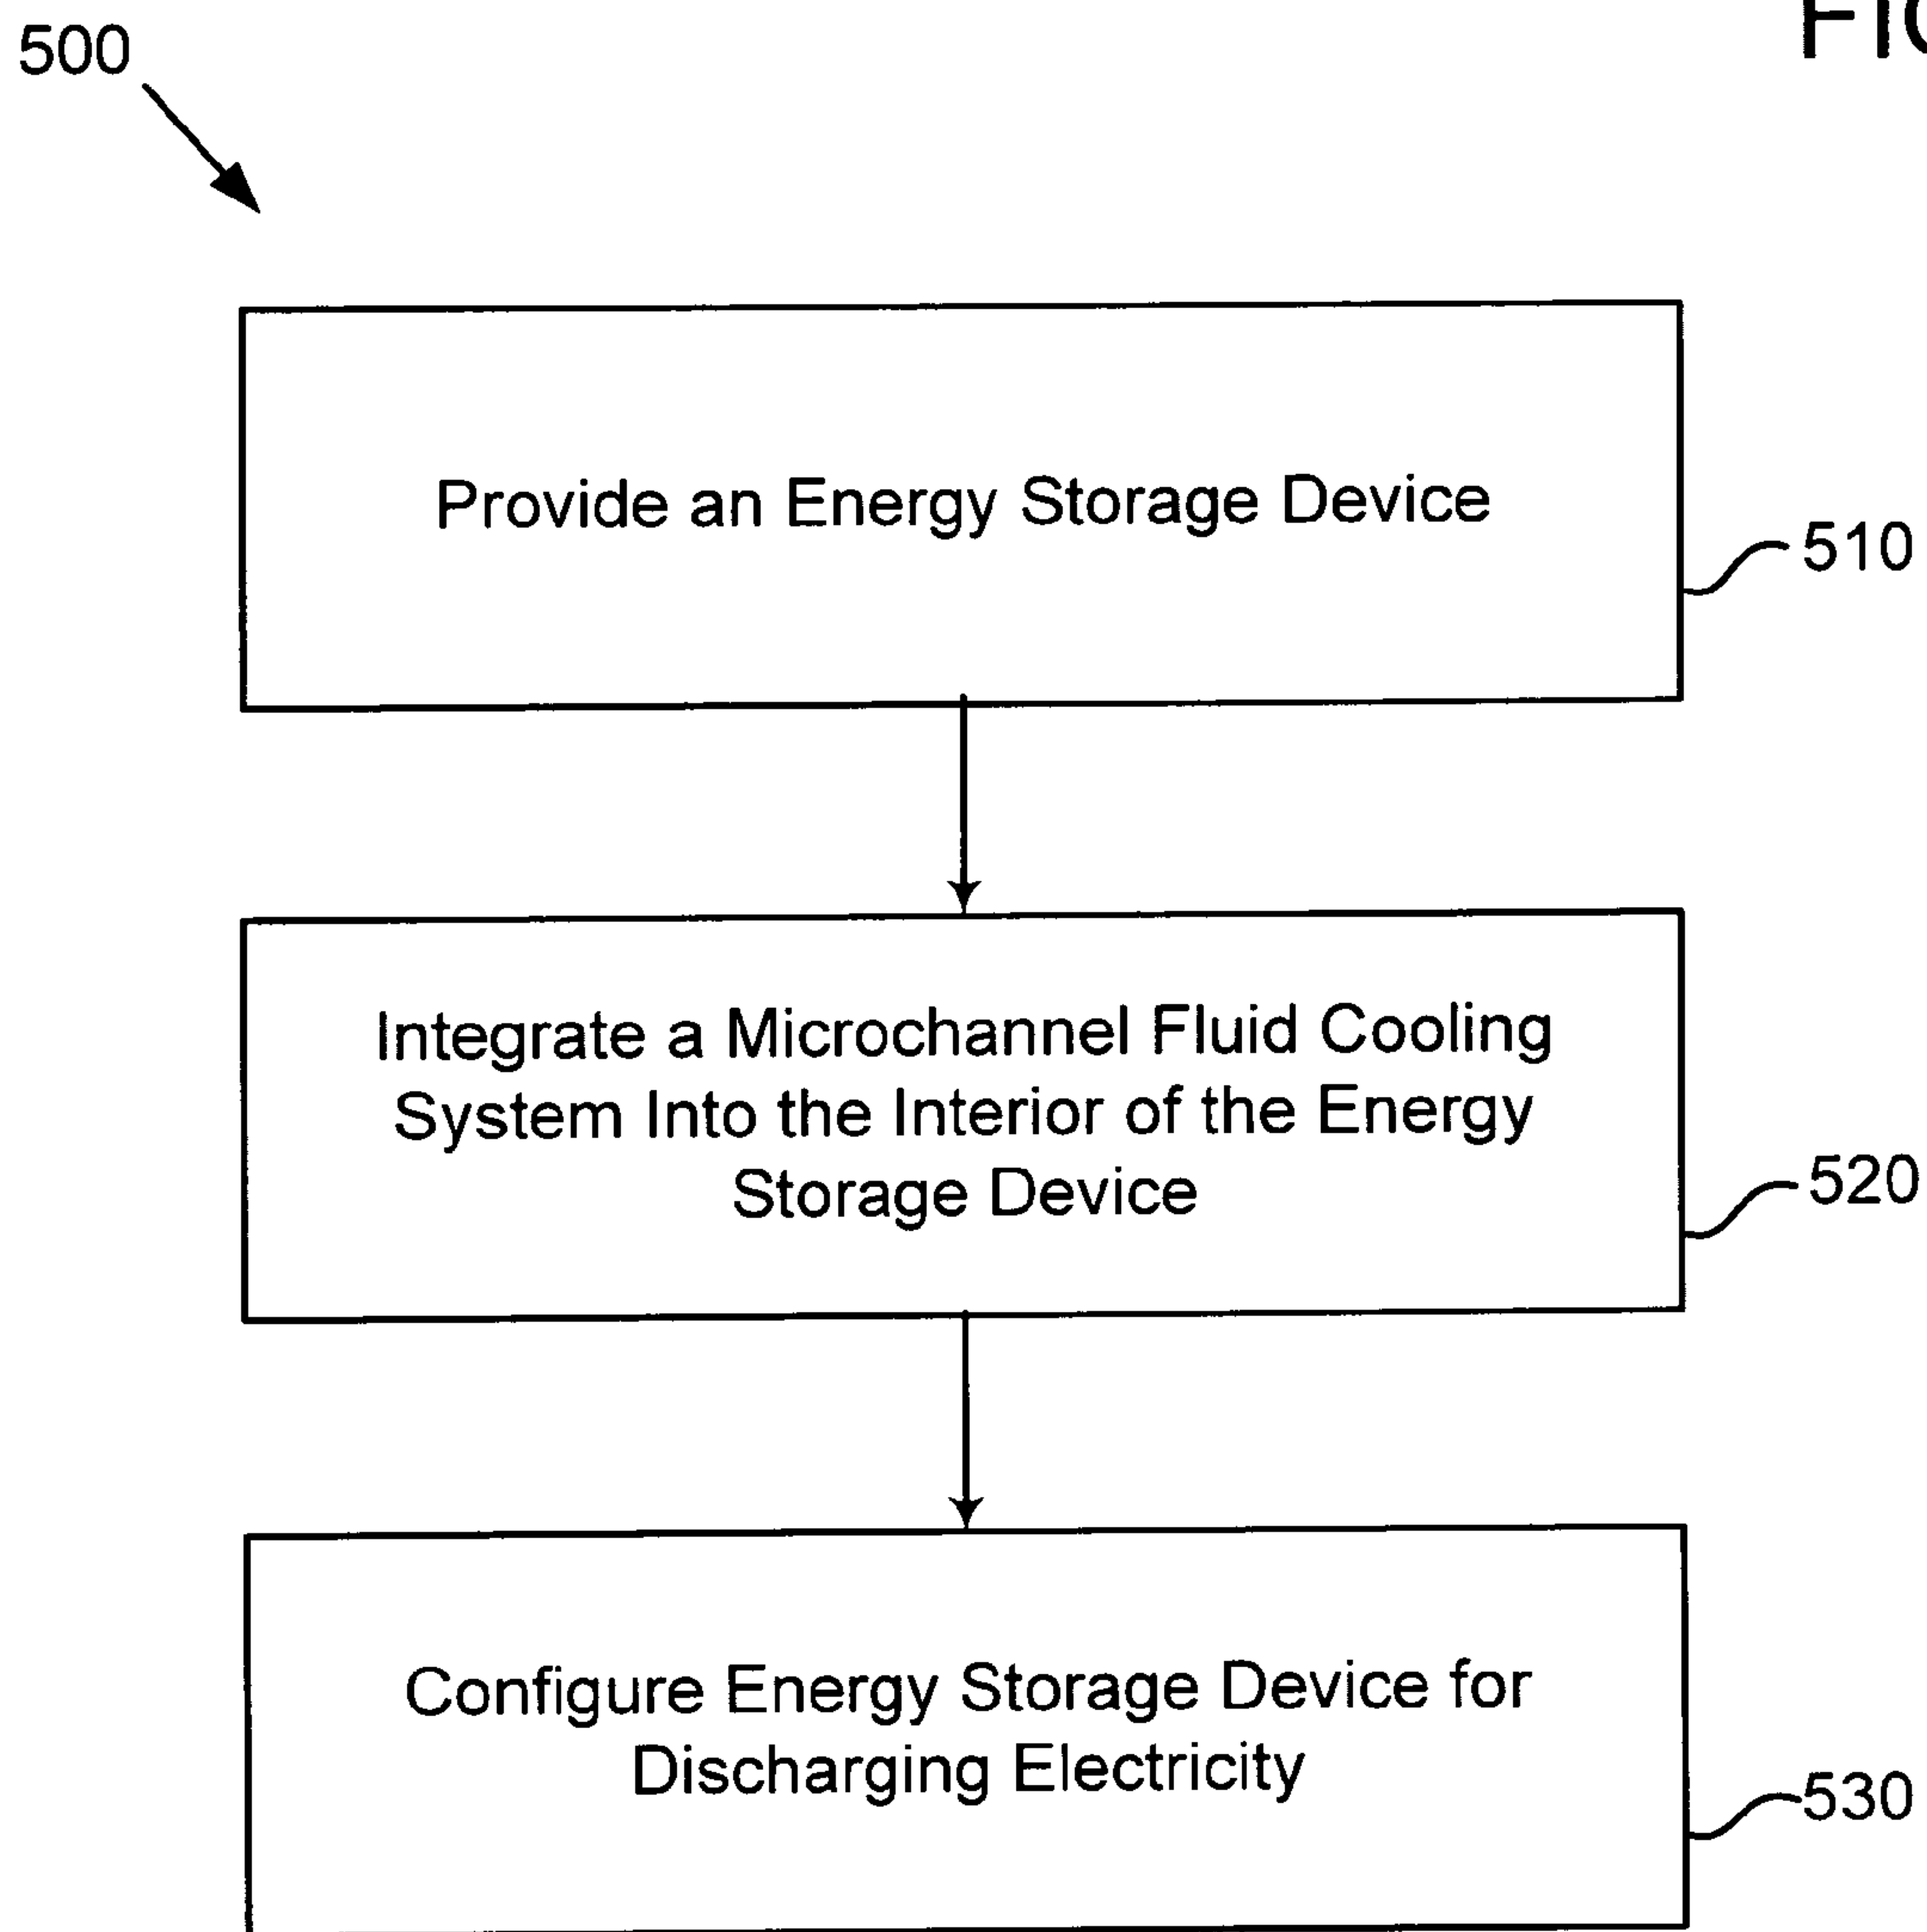 500
Provide an Energy Storage Device
510
Integrate a Microchannel Fluid Cooling
System Into the Interior of the Energy
Storage Device
520
Configure Energy Storage Device for
Discharging Electricity
530